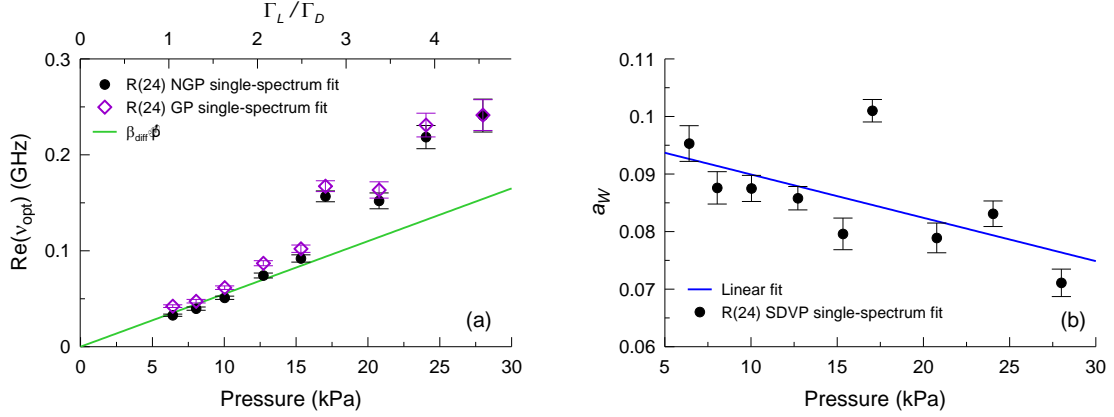 Γ_L / Γ_D
0 1 2 3 4
0.3
0.2
0.1
0
Re(ν_opt) (GHz)
R(24) NGP single-spectrum fit
R(24) GP single-spectrum fit
(a)
0 5 10 15 20 25 30
Pressure (kPa)
0.11
0.1
0.09
0.08
0.07
0.06
a_W
Linear fit
R(24) SDVP single-spectrum fit
(b)
5 10 15 20 25 30
Pressure (kPa)